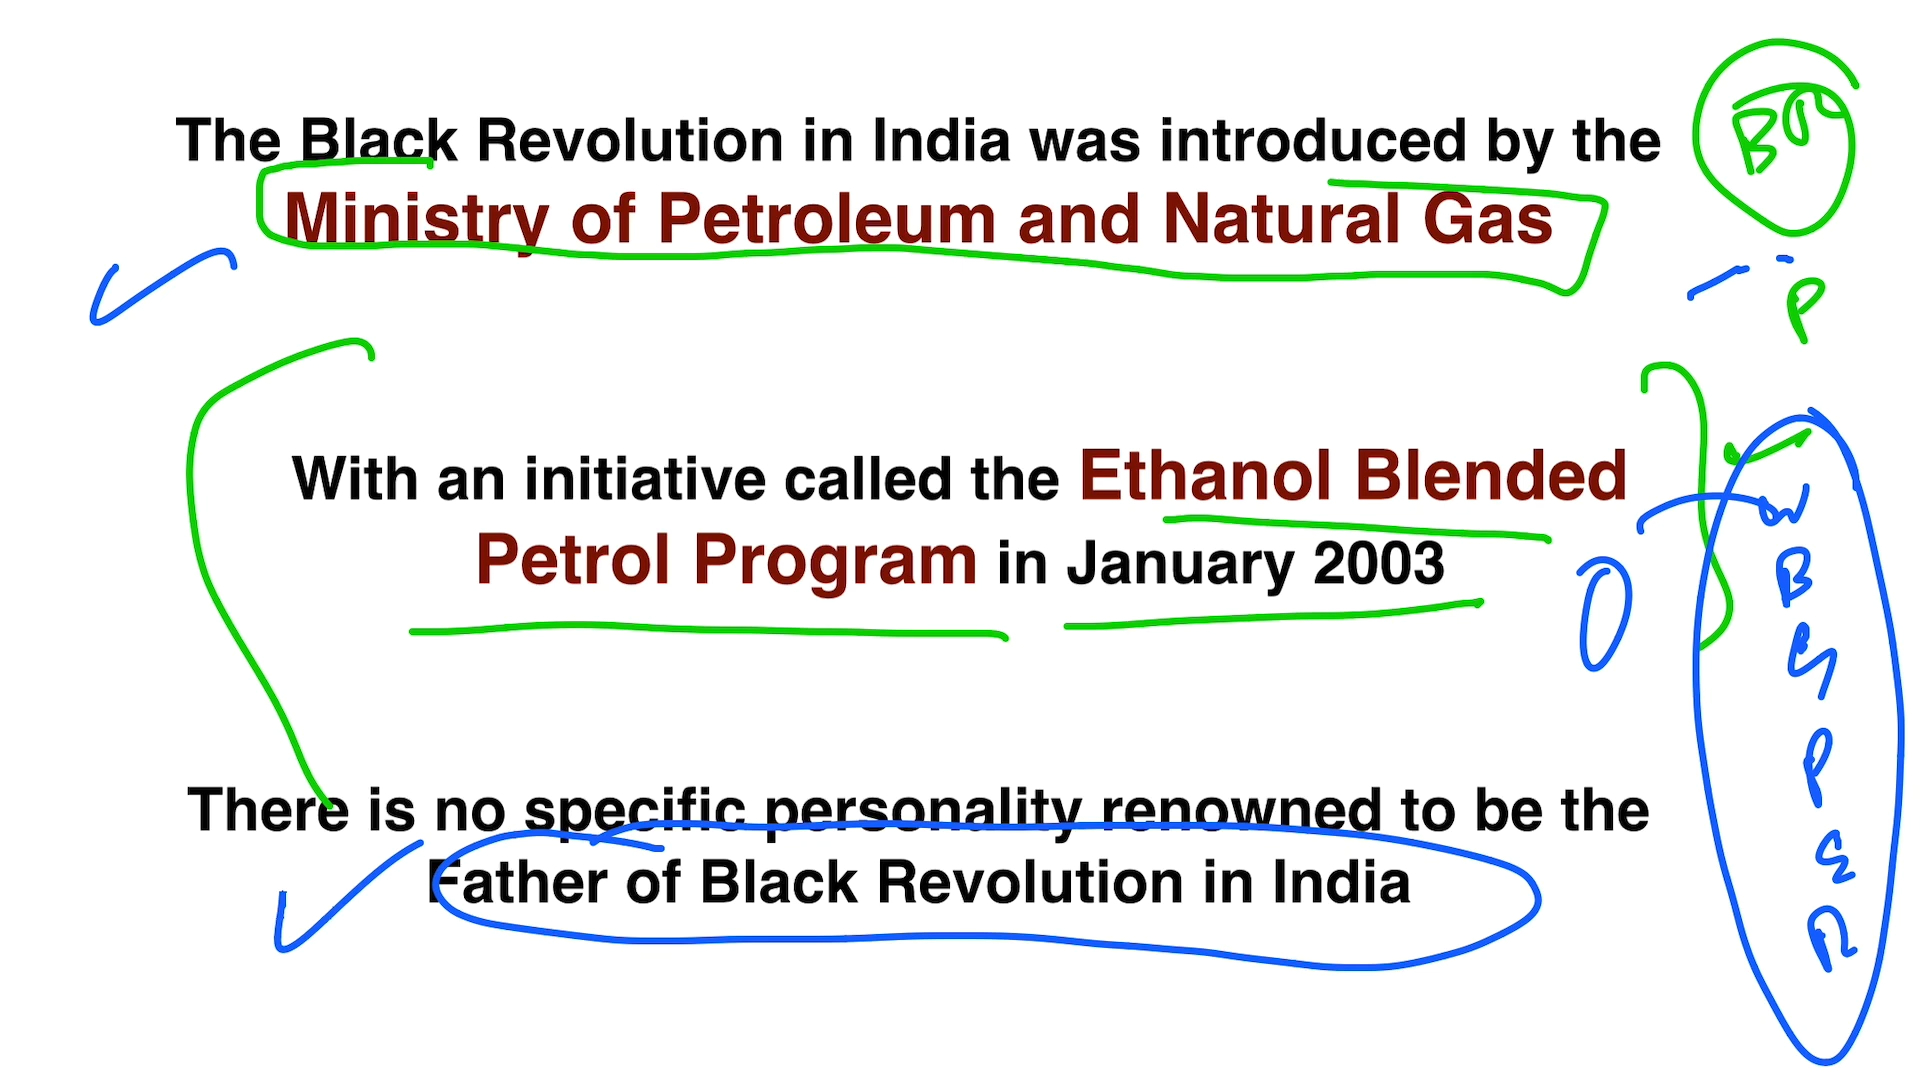 The Black Revolution in India was introduced by the
Ministry of Petroleum and Natural Gas
P
With an initiative called the Ethanol Blended
Petrol Program in January 2003
There is no specific personality renowned to be the
Father of Black Revolution in India